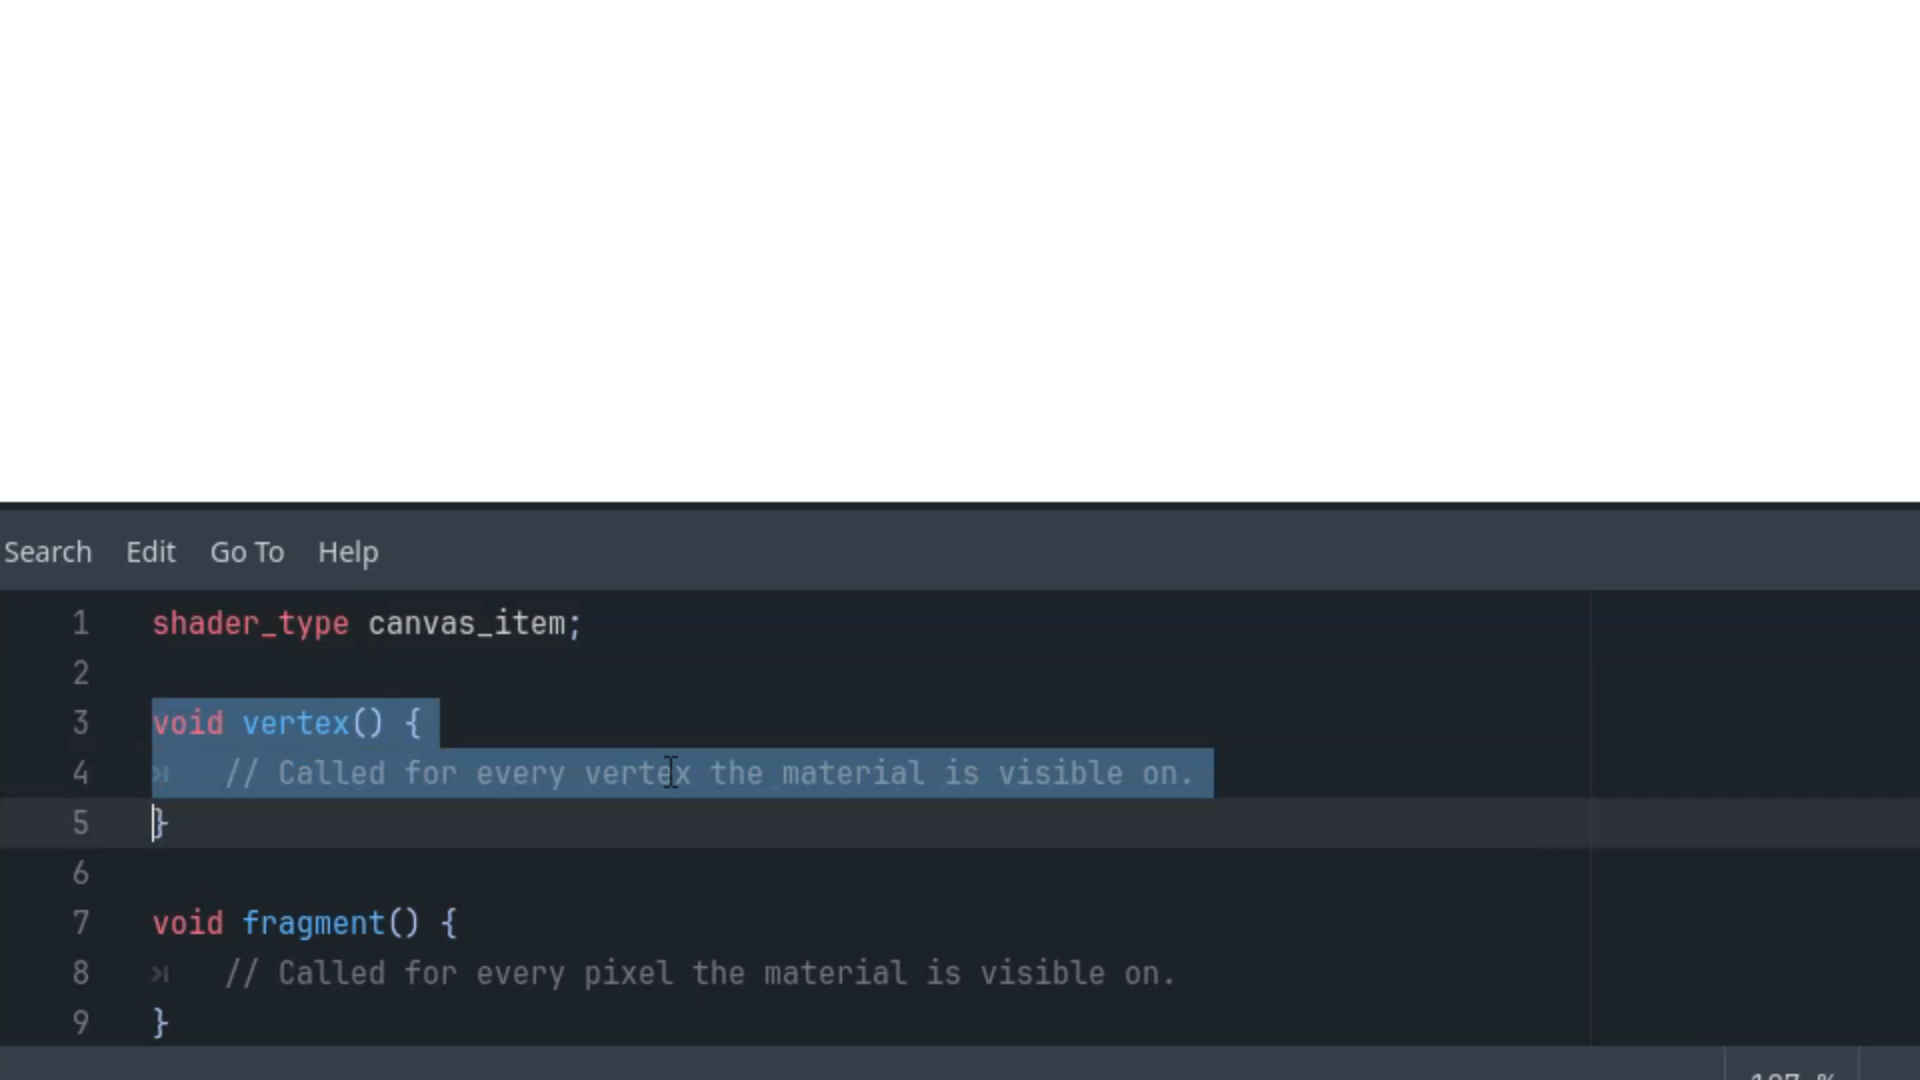 Search Edit Go To Help
1 shader_type canvas_item;
2
3 void vertex() {
4 // Called for every vertex the material is visible on.
5 }
6
7 void fragment() {
8 // Called for every pixel the material is visible on.
9 }